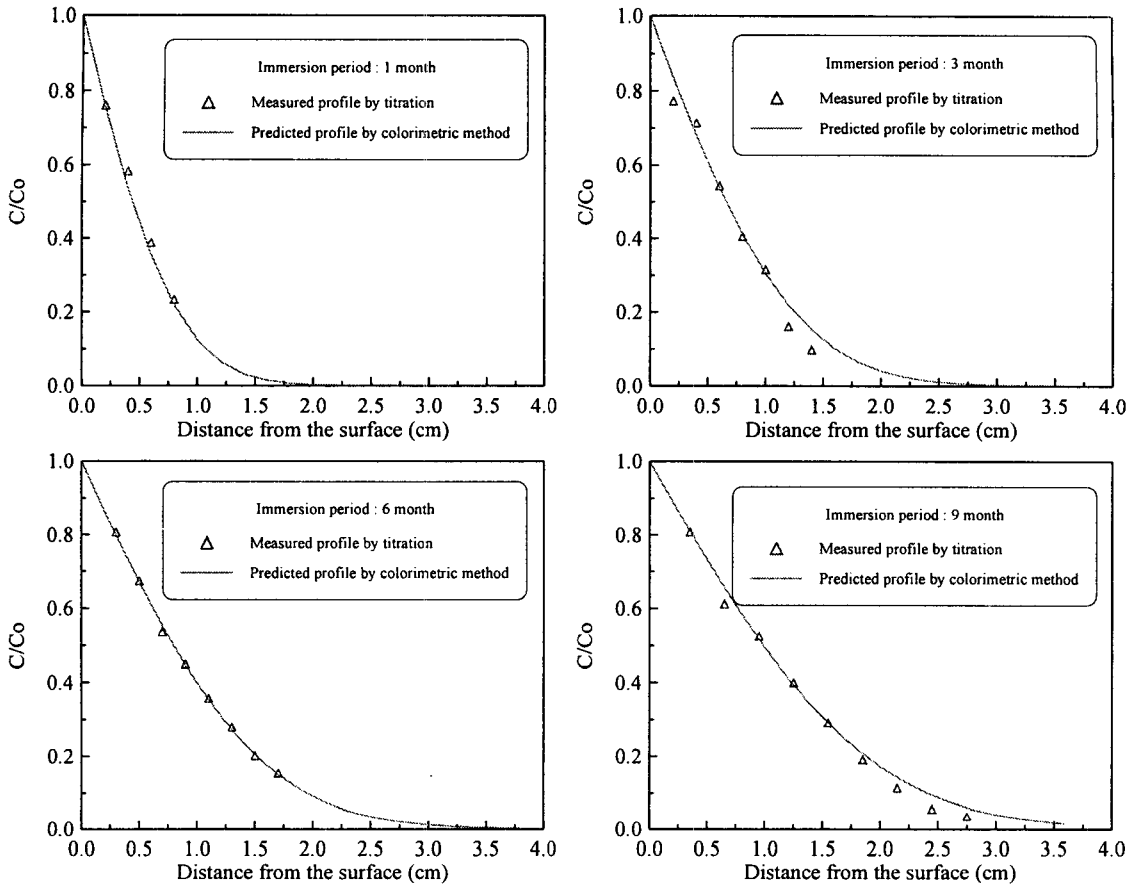 1.0
0.8
0.6
0.4
0.2
0.0
C/Co
Immersion period : 1 month
Measured profile by titration
Predicted profile by colorimetric method
0.0 0.5 1.0 1.5 2.0 2.5 3.0 3.5 4.0
Distance from the surface (cm)
1.0
0.8
0.6
0.4
0.2
0.0
C/Co
Immersion period : 3 month
Measured profile by titration
Predicted profile by colorimetric method
0.0 0.5 1.0 1.5 2.0 2.5 3.0 3.5 4.0
Distance from the surface (cm)
1.0
0.8
0.6
0.4
0.2
0.0
C/Co
Immersion period : 6 month
Measured profile by titration
Predicted profile by colorimetric method
0.0 0.5 1.0 1.5 2.0 2.5 3.0 3.5 4.0
Distance from the surface (cm)
1.0
0.8
0.6
0.4
0.2
0.0
C/Co
Immersion period : 9 month
Measured profile by titration
Predicted profile by colorimetric method
0.0 0.5 1.0 1.5 2.0 2.5 3.0 3.5 4.0
Distance from the surface (cm)